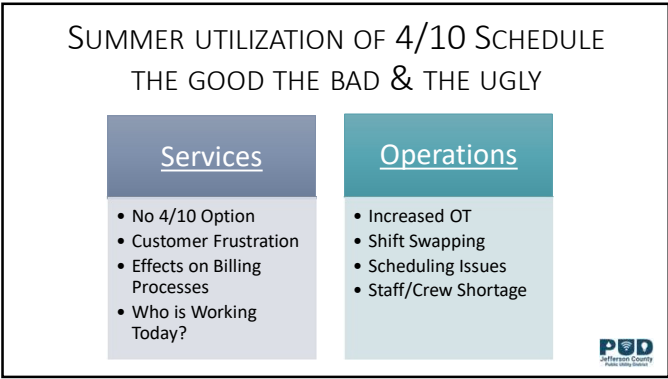 SUMMER UTILIZATION OF 4/10 SCHEDULE
THE GOOD THE BAD & THE UGLY
Services
• No 4/10 Option
• Customer Frustration
• Effects on Billing
Processes
• Who is Working
Today?
Operations
• Increased OT
• Shift Swapping
• Scheduling Issues
• Staff/Crew Shortage
PUD
Jefferson County
Public Utility District